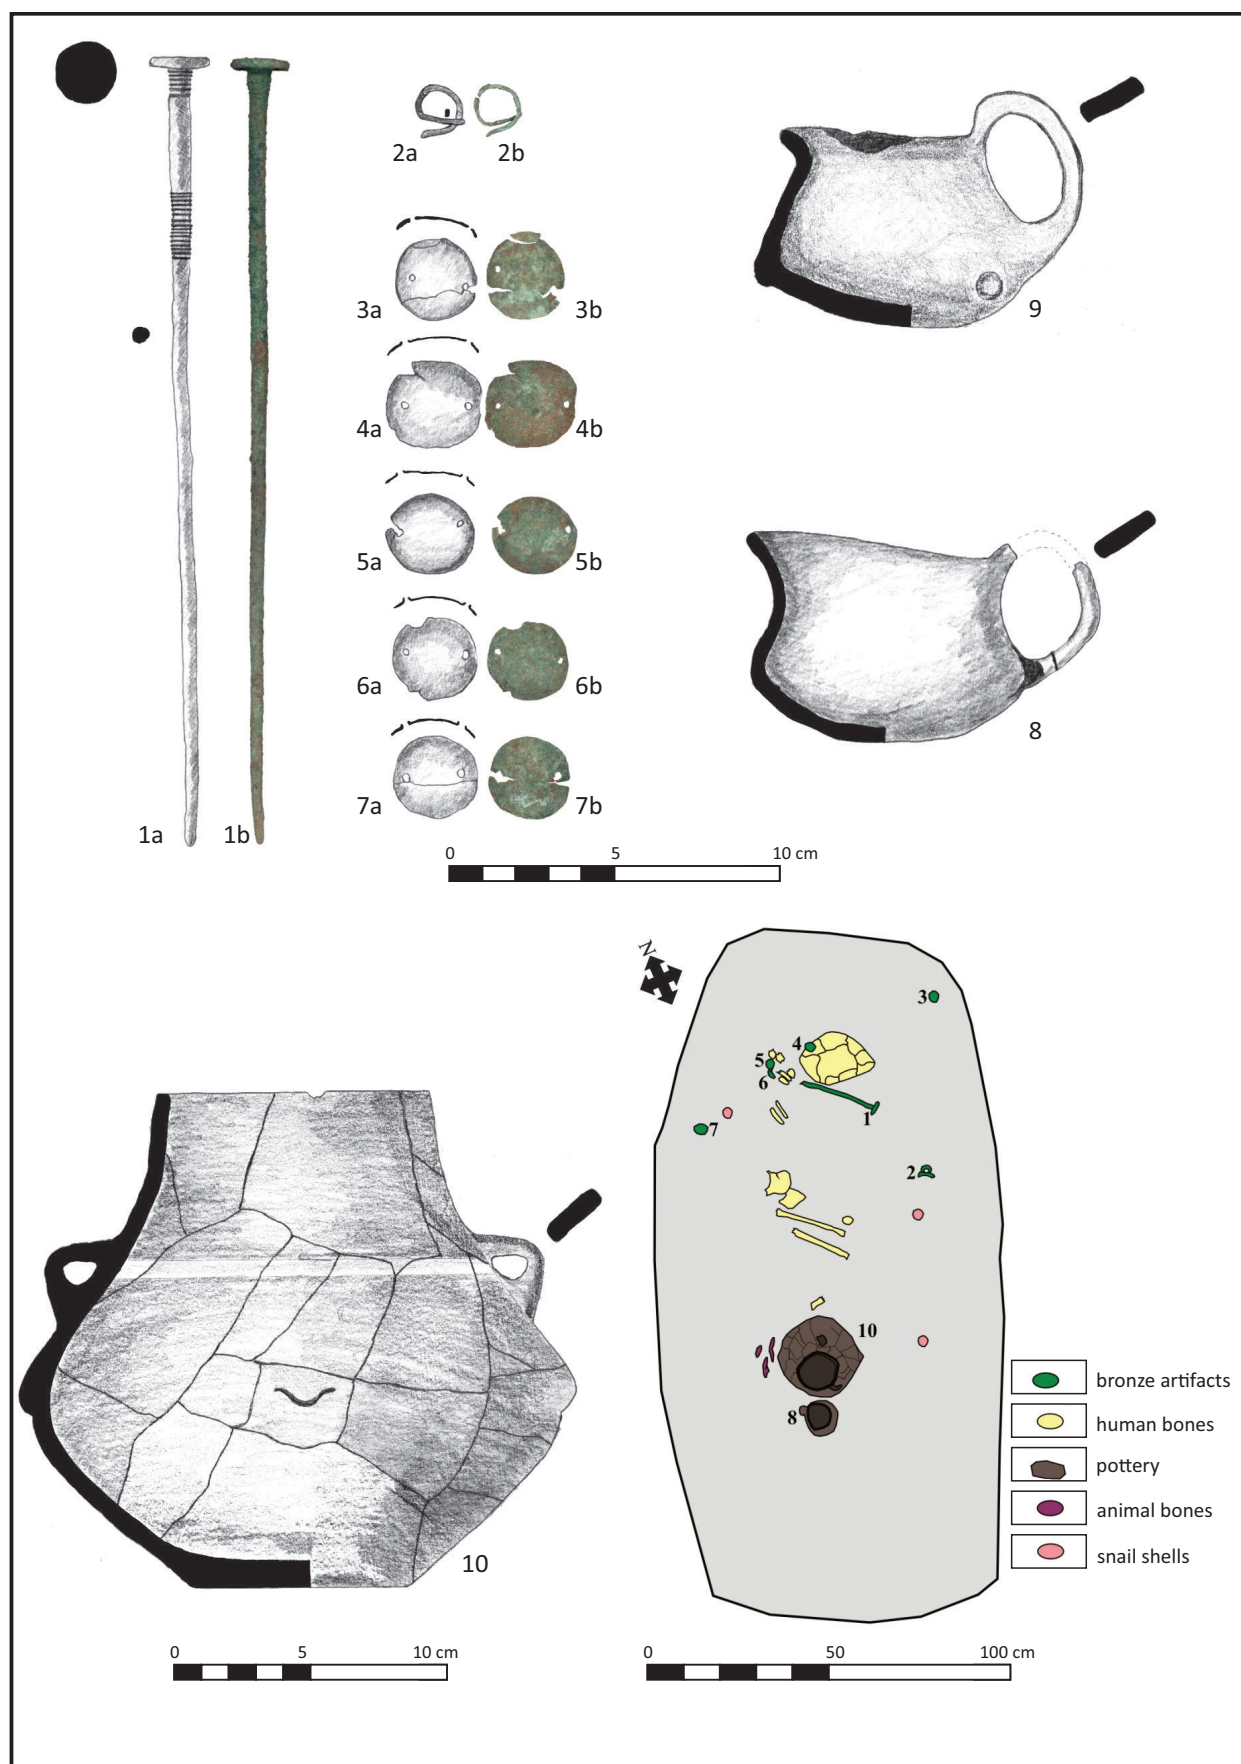 2a 2b
9
3a 3b
4a 4b
5a 5b
6a 6b
8
7a 7b
1a 1b
0 5 10 cm
N
3
4
5
6
1
7
2
10
8
bronze artifacts
human bones
pottery
animal bones
snail shells
10
0 5 10 cm
0 50 100 cm